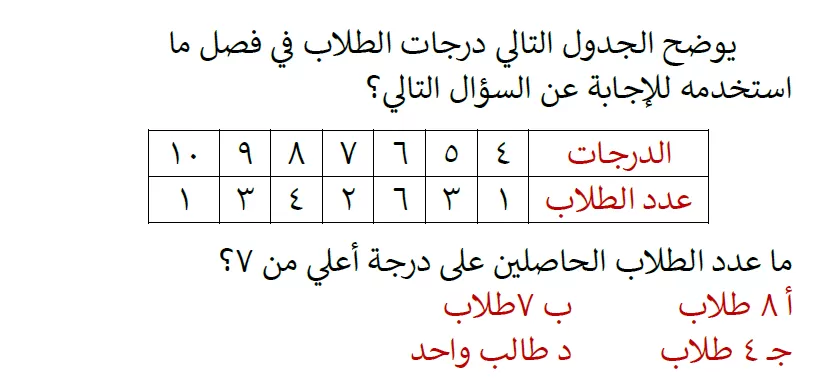 يوضح الجدول التالي درجات الطلاب في فصل ما
استخدمه للإجابة عن السؤال التالي؟
الدرجات ٤ ٥ ٦ ٧ ٨ ٩ ١٠
عدد الطلاب ١ ٣ ٦ ٢ ٤ ٣ ١
ما عدد الطلاب الحاصلين على درجة أعلي من ٧؟
أ ٨ طلاب ب ٧طلاب
جـ ٤ طلاب د طالب واحد